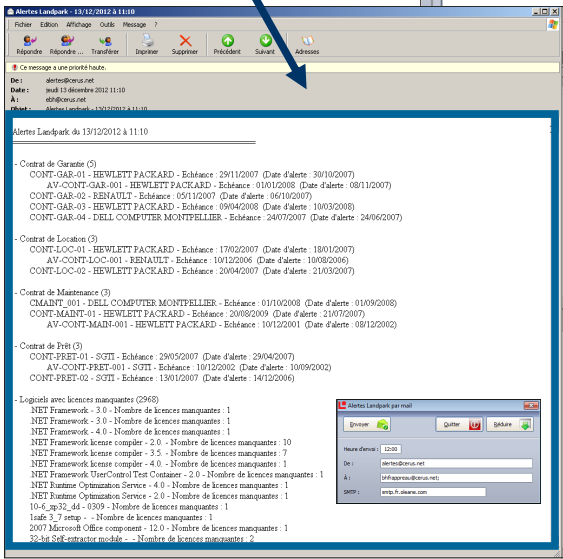 Alertes Landpark - 13/12/2012 à 11:10
Fichier Edition Affichage Outils Message ?
Répondre Répondre ... Transférer Imprimer Supprimer Précédent Suivant Adresses
Ce message a une priorité haute.
De : alertes@cerus.net
Date : jeudi 13 décembre 2012 11:10
À : ebh@cerus.net
Objet : Alertes Landpark - 13/12/2012 à 11:10
Alertes Landpark du 13/12/2012 à 11:10
- Contrat de Garantie (5)
CONT-GAR-01 - HEWLETT PACKARD - Echéance : 29/11/2007 (Date d'alerte : 30/10/2007)
AV-CONT-GAR-001 - HEWLETT PACKARD - Echéance : 01/01/2008 (Date d'alerte : 08/11/2007)
CONT-GAR-02 - RENAULT - Echéance : 05/11/2007 (Date d'alerte : 06/10/2007)
CONT-GAR-03 - HEWLETT PACKARD - Echéance : 09/04/2008 (Date d'alerte : 10/03/2008)
CONT-GAR-04 - DELL COMPUTER MONTPELLIER - Echéance : 24/07/2007 (Date d'alerte : 24/06/2007)
- Contrat de Location (3)
CONT-LOC-01 - HEWLETT PACKARD - Echéance : 17/02/2007 (Date d'alerte : 18/01/2007)
AV-CONT-LOC-001 - RENAULT - Echéance : 10/12/2006 (Date d'alerte : 10/08/2006)
CONT-LOC-02 - HEWLETT PACKARD - Echéance : 20/04/2007 (Date d'alerte : 21/03/2007)
- Contrat de Maintenance (3)
CMAINT_001 - DELL COMPUTER MONTPELLIER - Echéance : 01/10/2008 (Date d'alerte : 01/09/2008)
CONT-MAINT-01 - HEWLETT PACKARD - Echéance : 20/08/2009 (Date d'alerte : 21/07/2007)
AV-CONT-MAIN-001 - HEWLETT PACKARD - Echéance : 10/12/2001 (Date d'alerte : 08/12/2002)
- Contrat de Prêt (3)
CONT-PRET-01 - SGTI - Echéance : 29/05/2007 (Date d'alerte : 29/04/2007)
AV-CONT-PRET-001 - SGTI - Echéance : 10/12/2002 (Date d'alerte : 10/09/2002)
CONT-PRET-02 - SGTI - Echéance : 13/01/2007 (Date d'alerte : 14/12/2006)
- Logiciels avec licences manquantes (2968)
.NET Framework - 3.0 - Nombre de licences manquantes : 1
.NET Framework - 3.0 - Nombre de licences manquantes : 1
.NET Framework - 4.0 - Nombre de licences manquantes : 1
.NET Framework license compiler - 2.0. - Nombre de licences manquantes : 10
.NET Framework license compiler - 3.5. - Nombre de licences manquantes : 7
.NET Framework license compiler - 4.0. - Nombre de licences manquantes : 1
.NET Framework UserControl Test Container - 2.0 - Nombre de licences manquantes : 1
.NET Runtime Optimization Service - 4.0 - Nombre de licences manquantes : 1
.NET Runtime Optimization Service - 2.0 - Nombre de licences manquantes : 1
10-6_xp32_dd - 0309 - Nombre de licences manquantes : 1
1safe 3_7 setup - - Nombre de licences manquantes : 1
2007 Microsoft Office component - 12.0 - Nombre de licences manquantes : 1
32-bit Self-extractor module - - Nombre de licences manquantes : 2
Alertes Landpark par mail
Envoyer Quitter Réduire
Heure d'envoi : 12:00
De : alertes@cerus.net
À : bhfrappreau@cerus.net;
SMTP : smtp.fr.oleane.com